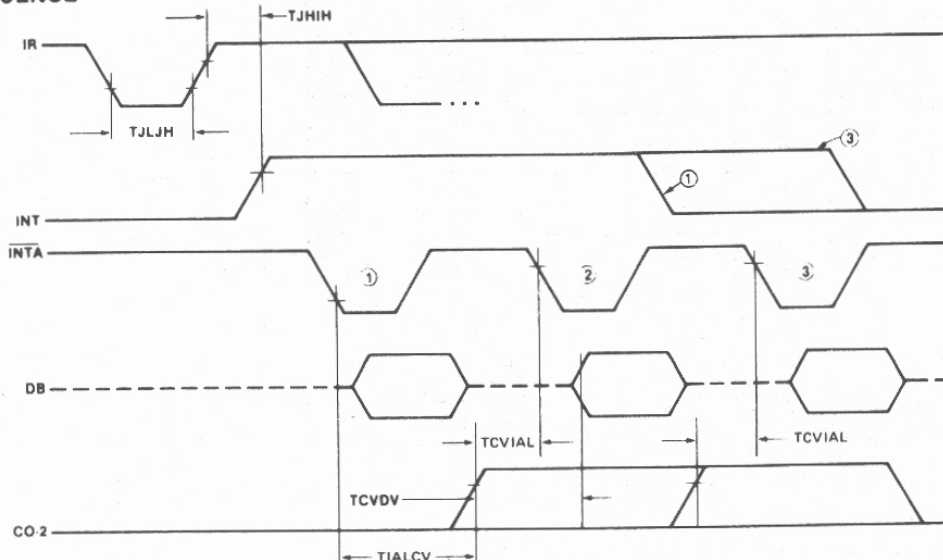 TJHIH
IR
TJLJH
③
①
INT
INTA
①
②
③
DB
TCVIAL
TCVIAL
TCVDV
CO-2
TIALCV